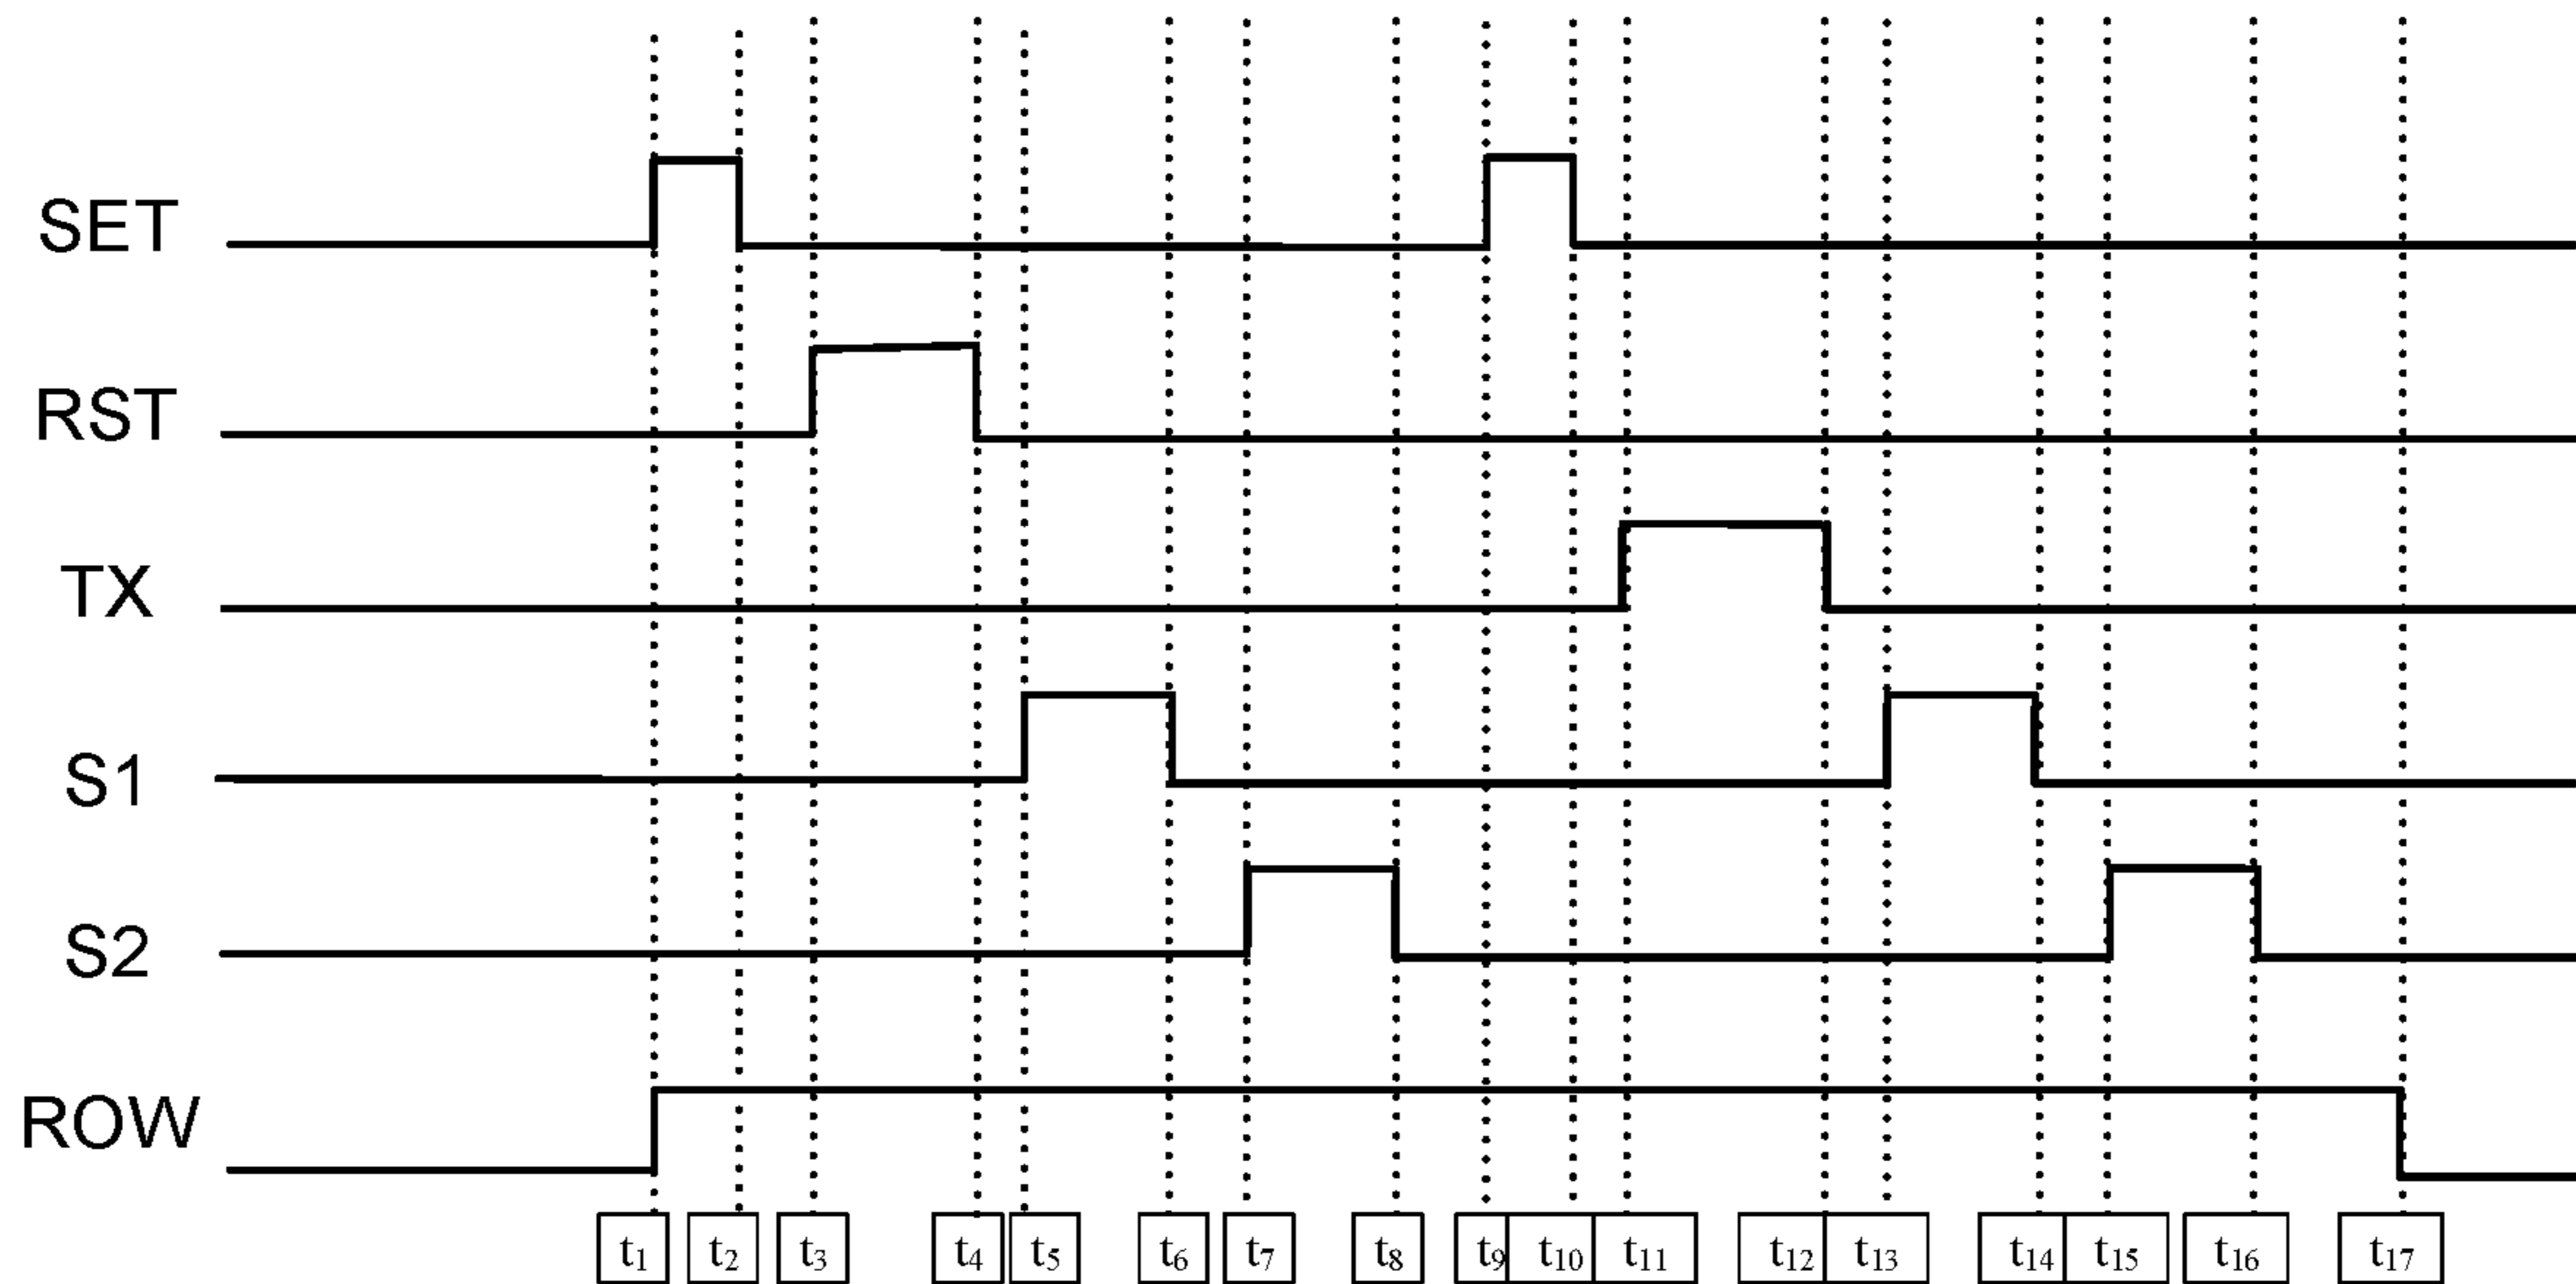 SET
RST
TX
S1
S2
ROW
t₁ t₂ t₃ t₄ t₅ t₆ t₇ t₈ t₉ t₁₀ t₁₁ t₁₂ t₁₃ t₁₄ t₁₅ t₁₆ t₁₇